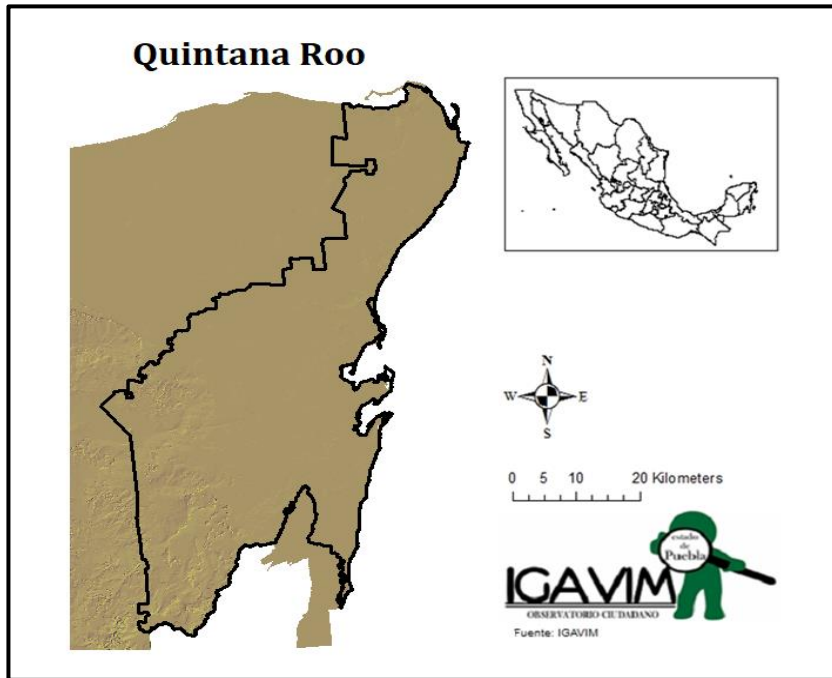 Quintana Roo
N
W E
S
0 5 10 20 Kilometers
estado
de
Puebla
IGAVIM
OBSERVATORIO CIUDADANO
Fuente: IGAVIM